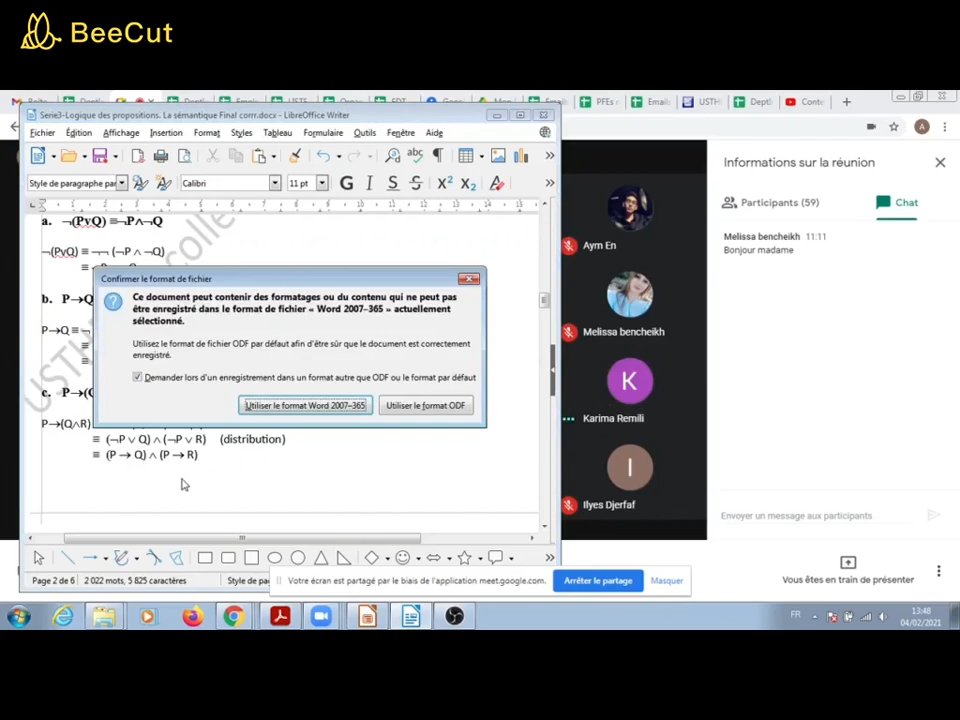 BeeCut
Serie3-Logique des propositions. La sémantique Final corrr.docx - LibreOffice Writer
Fichier Édition Affichage Insertion Format Styles Tableau Formulaire Outils Fenêtre Aide
Style de paragraphe par Calibri 11 pt
a. ¬(PvQ) ≡¬P∧¬Q
¬(PvQ) ≡ ¬¬ (¬P ∧ ¬Q)
b. P→Q
P→Q ≡ ¬
c. P→(Q
P→(Q∧R)
≡ (¬P ∨ Q) ∧ (¬P ∨ R) (distribution)
≡ (P → Q) ∧ (P → R)
USTH
colle
Confirmer le format de fichier
Ce document peut contenir des formatages ou du contenu qui ne peut pas
être enregistré dans le format de fichier « Word 2007–365 » actuellement
sélectionné.
Utilisez le format de fichier ODF par défaut afin d'être sûr que le document est correctement
enregistré.
Demander lors d'un enregistrement dans un format autre que ODF ou le format par défaut
Utiliser le format Word 2007–365 Utiliser le format ODF
Page 2 de 6 2 022 mots, 5 825 caractères Style de pa
Votre écran est partagé par le biais de l'application meet.google.com. Arrêter le partage Masquer
Aym En
Melissa bencheikh
K
Karima Remili
I
Ilyes Djerfaf
Informations sur la réunion
Participants (59) Chat
Melissa bencheikh 11:11
Bonjour madame
Envoyer un message aux participants
Vous êtes en train de présenter
FR
13:48
04/02/2021